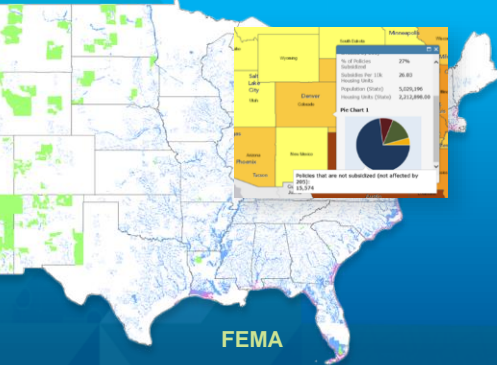 Minneapolis
South Dakota
Wyoming
% of Policies 27%
Subsidized
Subsidies Per 10k 26.83
Housing Units
Population (State) 5,029,196
Housing Units (State) 2,212,898.00
Salt
Lake
City
Utah
Denver
Colorado
Pie Chart 1
Arizona
New Mexico
Phoenix
Tucson
Policies that are not subsidized (not affected by
205):
15,574
FEMA